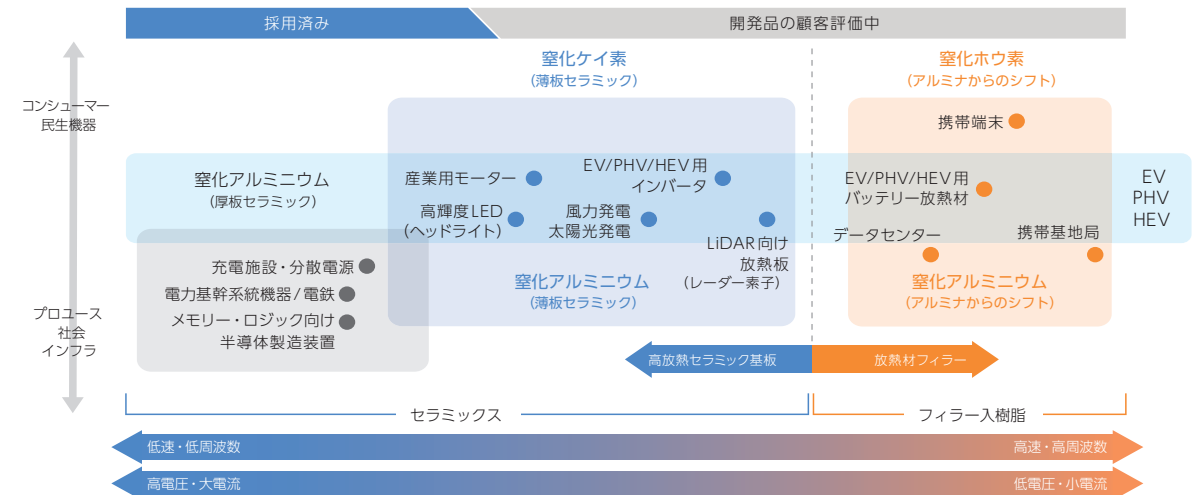 採用済み
開発品の顧客評価中
コンシューマー
民生機器
プロユース
社会
インフラ
窒化ケイ素
(薄板セラミック)
窒化ホウ素
(アルミナからのシフト)
携帯端末
窒化アルミニウム
(厚板セラミック)
産業用モーター
EV/PHV/HEV用
インバータ
高輝度LED
(ヘッドライト)
風力発電
太陽光発電
LiDAR向け
放熱板
(レーダー素子)
EV/PHV/HEV用
バッテリー放熱材
データセンター
携帯基地局
EV
PHV
HEV
充電施設・分散電源
電力基幹系統機器/電鉄
メモリー・ロジック向け
半導体製造装置
窒化アルミニウム
(薄板セラミック)
窒化アルミニウム
(アルミナからのシフト)
高放熱セラミック基板
放熱材フィラー
セラミックス
フィラー入樹脂
低速・低周波数
高速・高周波数
高電圧・大電流
低電圧・小電流